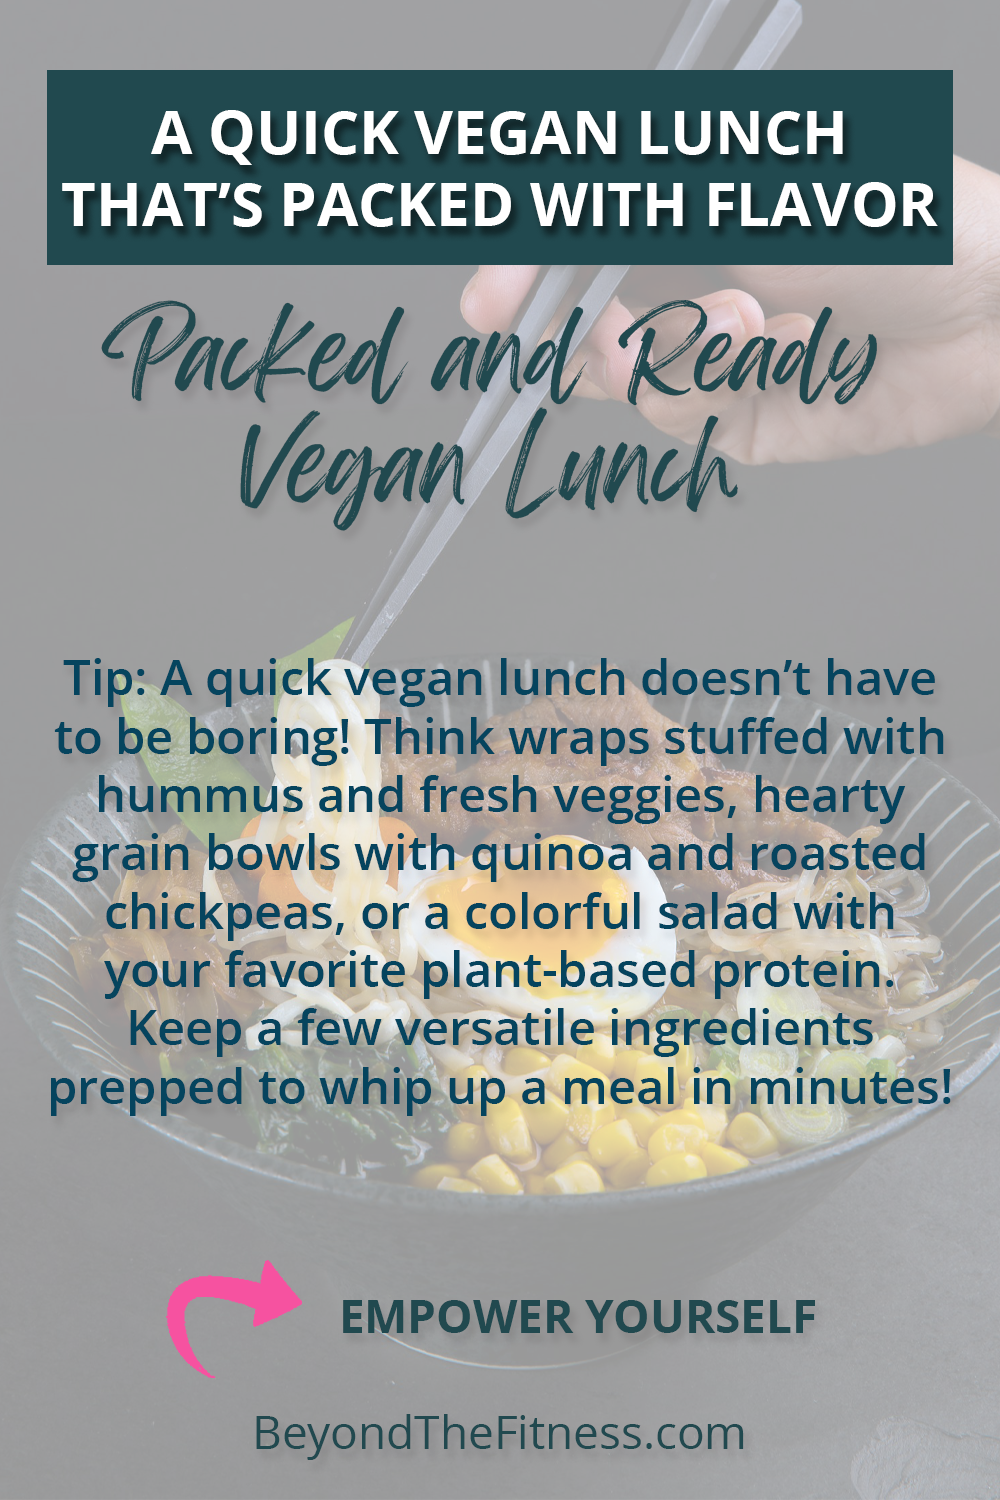 A QUICK VEGAN LUNCH
THAT’S PACKED WITH FLAVOR
Packed and Ready
Vegan Lunch
Tip: A quick vegan lunch doesn’t have
to be boring! Think wraps stuffed with
hummus and fresh veggies, hearty
grain bowls with quinoa and roasted
chickpeas, or a colorful salad with
your favorite plant-based protein.
Keep a few versatile ingredients
prepped to whip up a meal in minutes!
EMPOWER YOURSELF
BeyondTheFitness.com